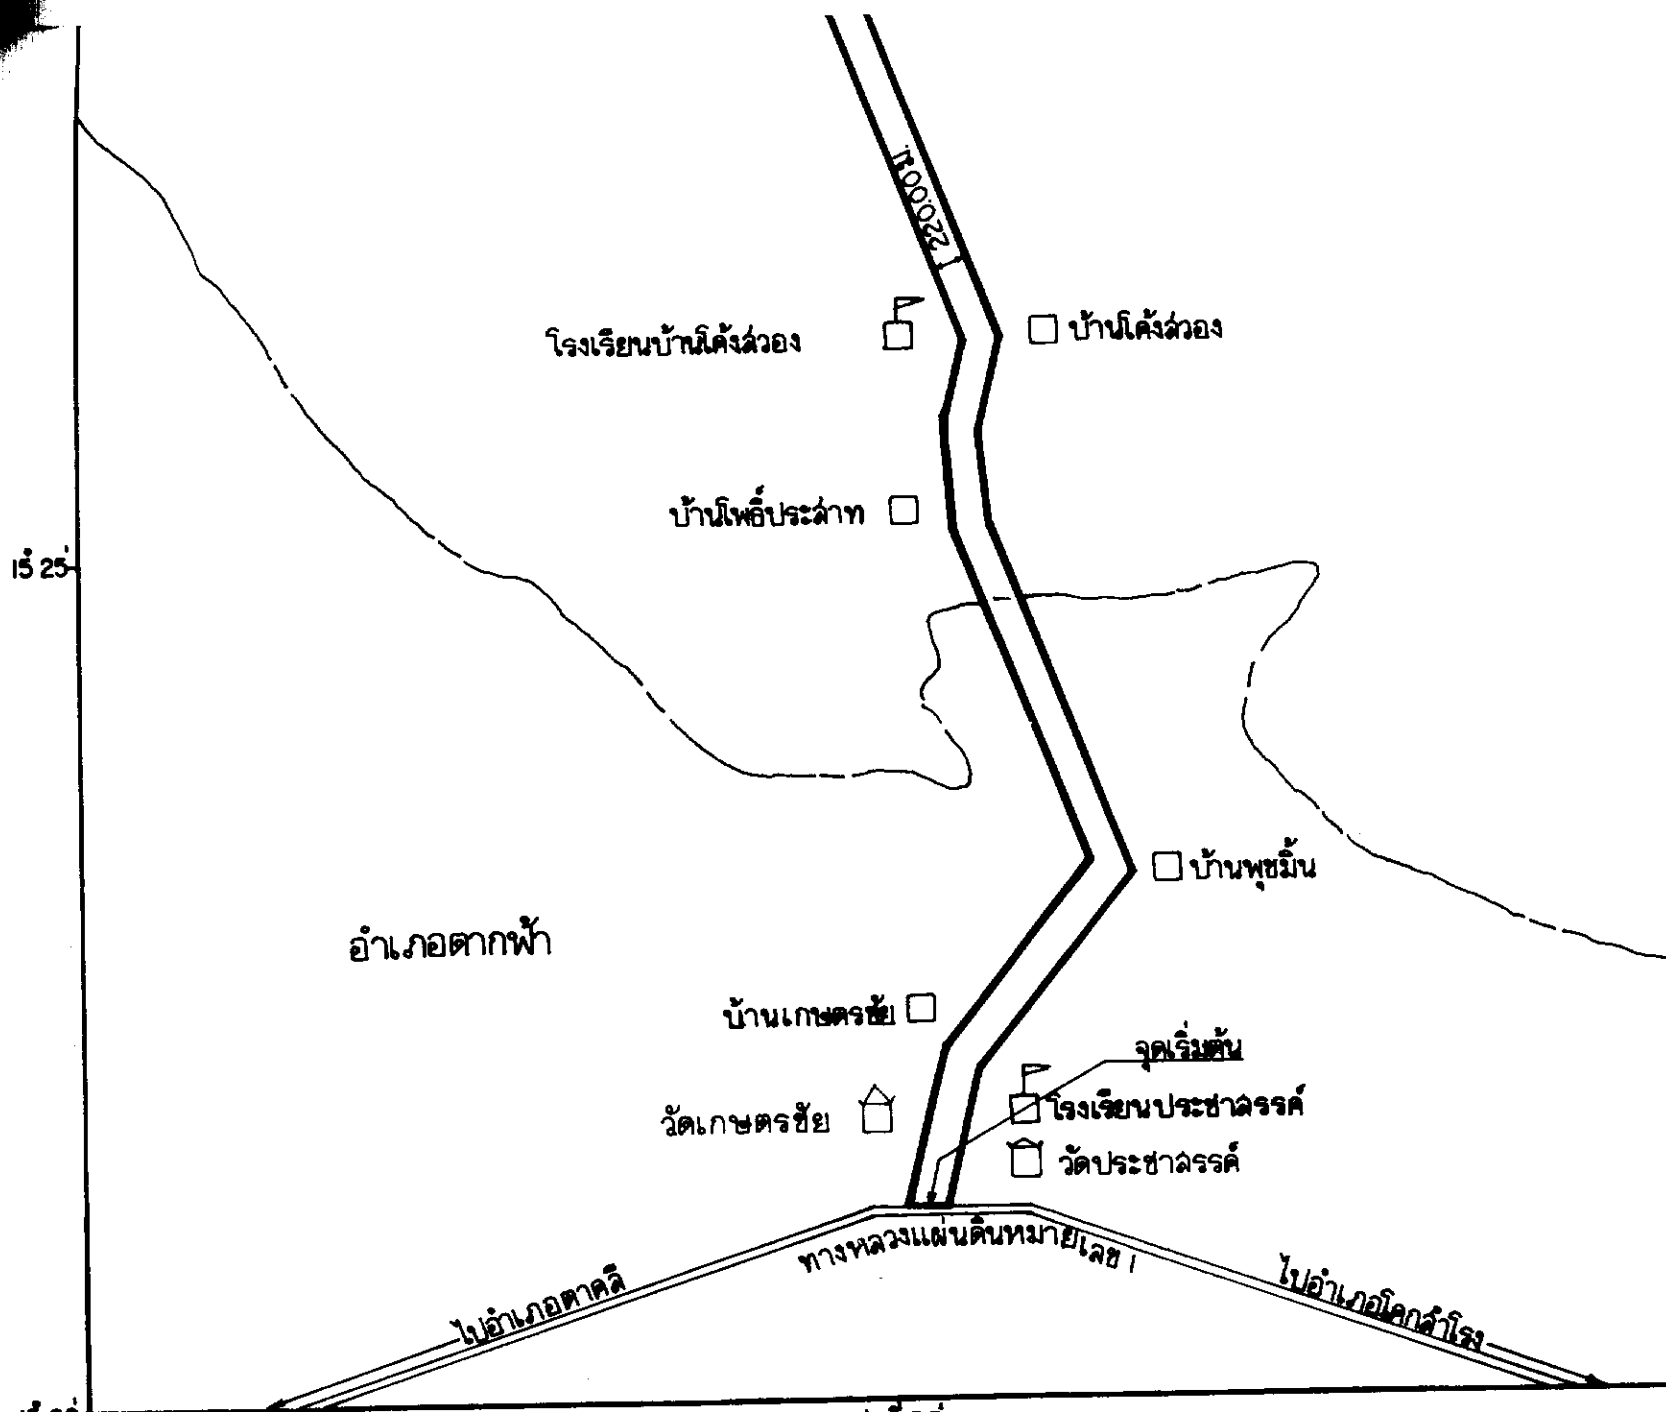 220.00 ม.
โรงเรียนบ้านโค้งสวอง
บ้านโค้งสวอง
บ้านโพธิ์ประสาท
15° 25'
บ้านพุขมิ้น
อำเภอตากฟ้า
บ้านเกษตรชัย
จุดเริ่มต้น
วัดเกษตรชัย
โรงเรียนประชาสรรค์
วัดประชาสรรค์
ทางหลวงแผ่นดินหมายเลข 1
ไปอำเภอตาคลี
ไปอำเภอโคกสำโรง